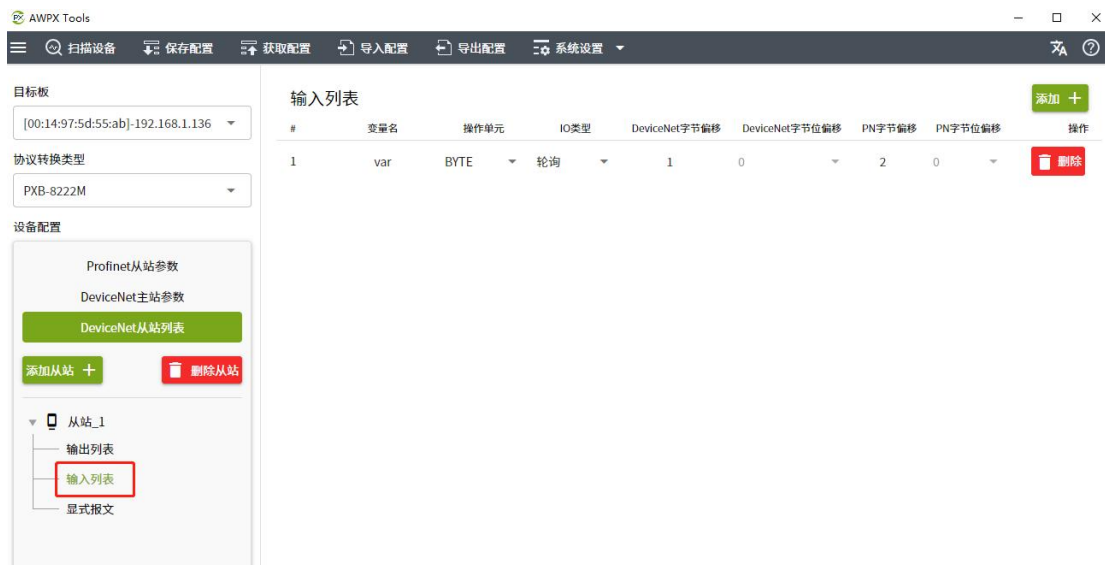 PX AWPX Tools
扫描设备 保存配置 获取配置 导入配置 导出配置 系统设置
目标板
[00:14:97:5d:55:ab]-192.168.1.136
协议转换类型
PXB-8222M
设备配置
Profinet从站参数
DeviceNet主站参数
DeviceNet从站列表
添加从站 删除从站
从站_1
输出列表
输入列表
显式报文
输入列表 添加
# 变量名 操作单元 IO类型 DeviceNet字节偏移 DeviceNet字节位偏移 PN字节偏移 PN字节位偏移 操作
1 var BYTE 轮询 1 0 2 0 删除